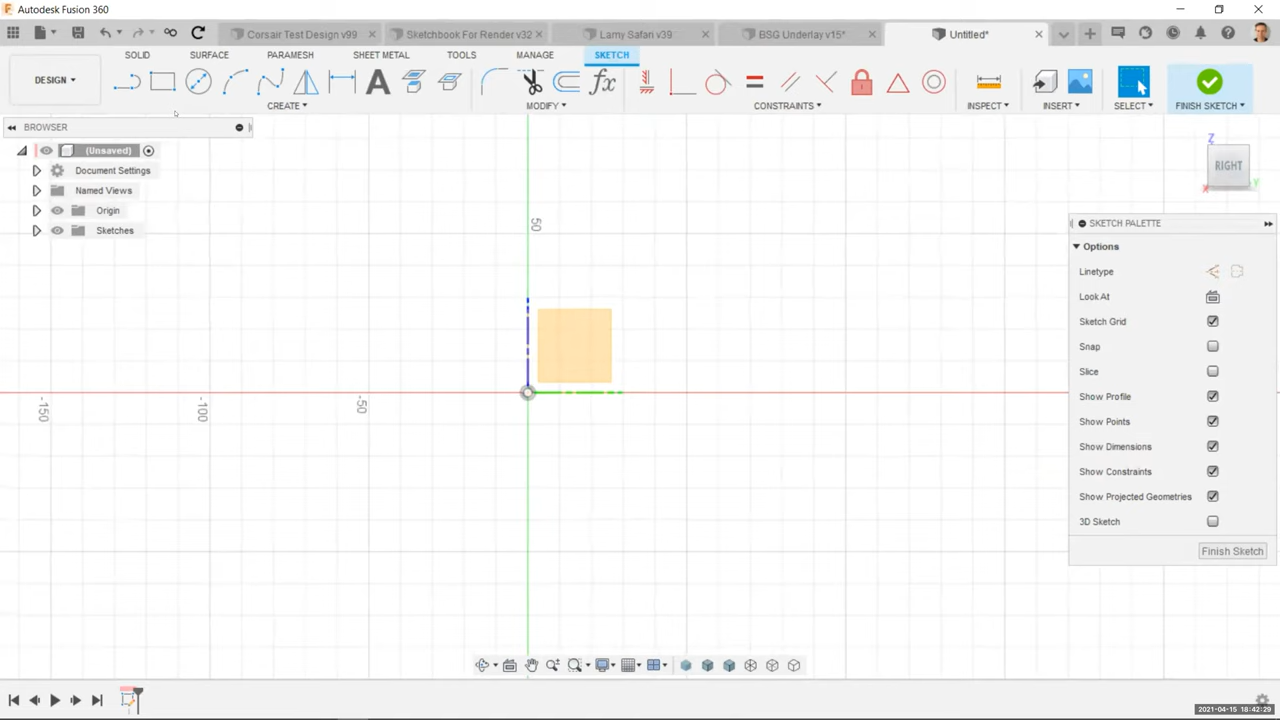 Autodesk Fusion 360
Corsair Test Design v99
Sketchbook For Render v32
Lamy Safari v39*
BSG Underlay v15*
Untitled*
SOLID
SURFACE
PARAMESH
SHEET METAL
TOOLS
MANAGE
SKETCH
DESIGN
CREATE
MODIFY
CONSTRAINTS
INSPECT
INSERT
SELECT
FINISH SKETCH
BROWSER
(Unsaved)
Document Settings
Named Views
Origin
Sketches
50
-150
-100
-50
Z
RIGHT
X
Y
SKETCH PALETTE
Options
Linetype
Look At
Sketch Grid
Snap
Slice
Show Profile
Show Points
Show Dimensions
Show Constraints
Show Projected Geometries
3D Sketch
Finish Sketch
2021-04-15 18:42:29